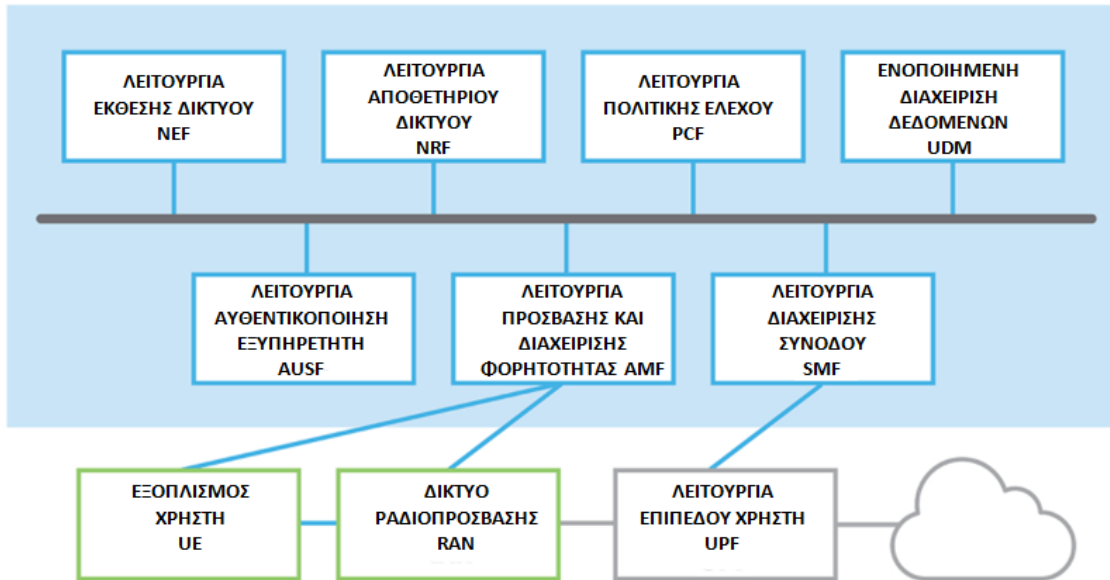 ΛΕΙΤΟΥΡΓΙΑ
ΕΚΘΕΣΗΣ ΔΙΚΤΥΟΥ
NEF
ΛΕΙΤΟΥΡΓΙΑ
ΑΠΟΘΕΤΗΡΙΟΥ
ΔΙΚΤΥΟΥ
NRF
ΛΕΙΤΟΥΡΓΙΑ
ΠΟΛΙΤΙΚΗΣ ΕΛΕΧΟΥ
PCF
ΕΝΟΠΟΙΗΜΕΝΗ
ΔΙΑΧΕΙΡΙΣΗ
ΔΕΔΟΜΕΝΩΝ
UDM
ΛΕΙΤΟΥΡΓΙΑ
ΑΥΘΕΝΤΙΚΟΠΟΙΗΣΗ
ΕΞΥΠΗΡΕΤΗΤΗ
AUSF
ΛΕΙΤΟΥΡΓΙΑ
ΠΡΟΣΒΑΣΗΣ ΚΑΙ
ΔΙΑΧΕΙΡΙΣΗΣ
ΦΟΡΗΤΟΤΗΤΑΣ AMF
ΛΕΙΤΟΥΡΓΙΑ
ΔΙΑΧΕΙΡΙΣΗΣ
ΣΥΝΟΔΟΥ
SMF
ΕΞΟΠΛΙΣΜΟΣ
ΧΡΗΣΤΗ
UE
ΔΙΚΤΥΟ
ΡΑΔΙΟΠΡΟΣΒΑΣΗΣ
RAN
ΛΕΙΤΟΥΡΓΙΑ
ΕΠΙΠΕΔΟΥ ΧΡΗΣΤΗ
UPF